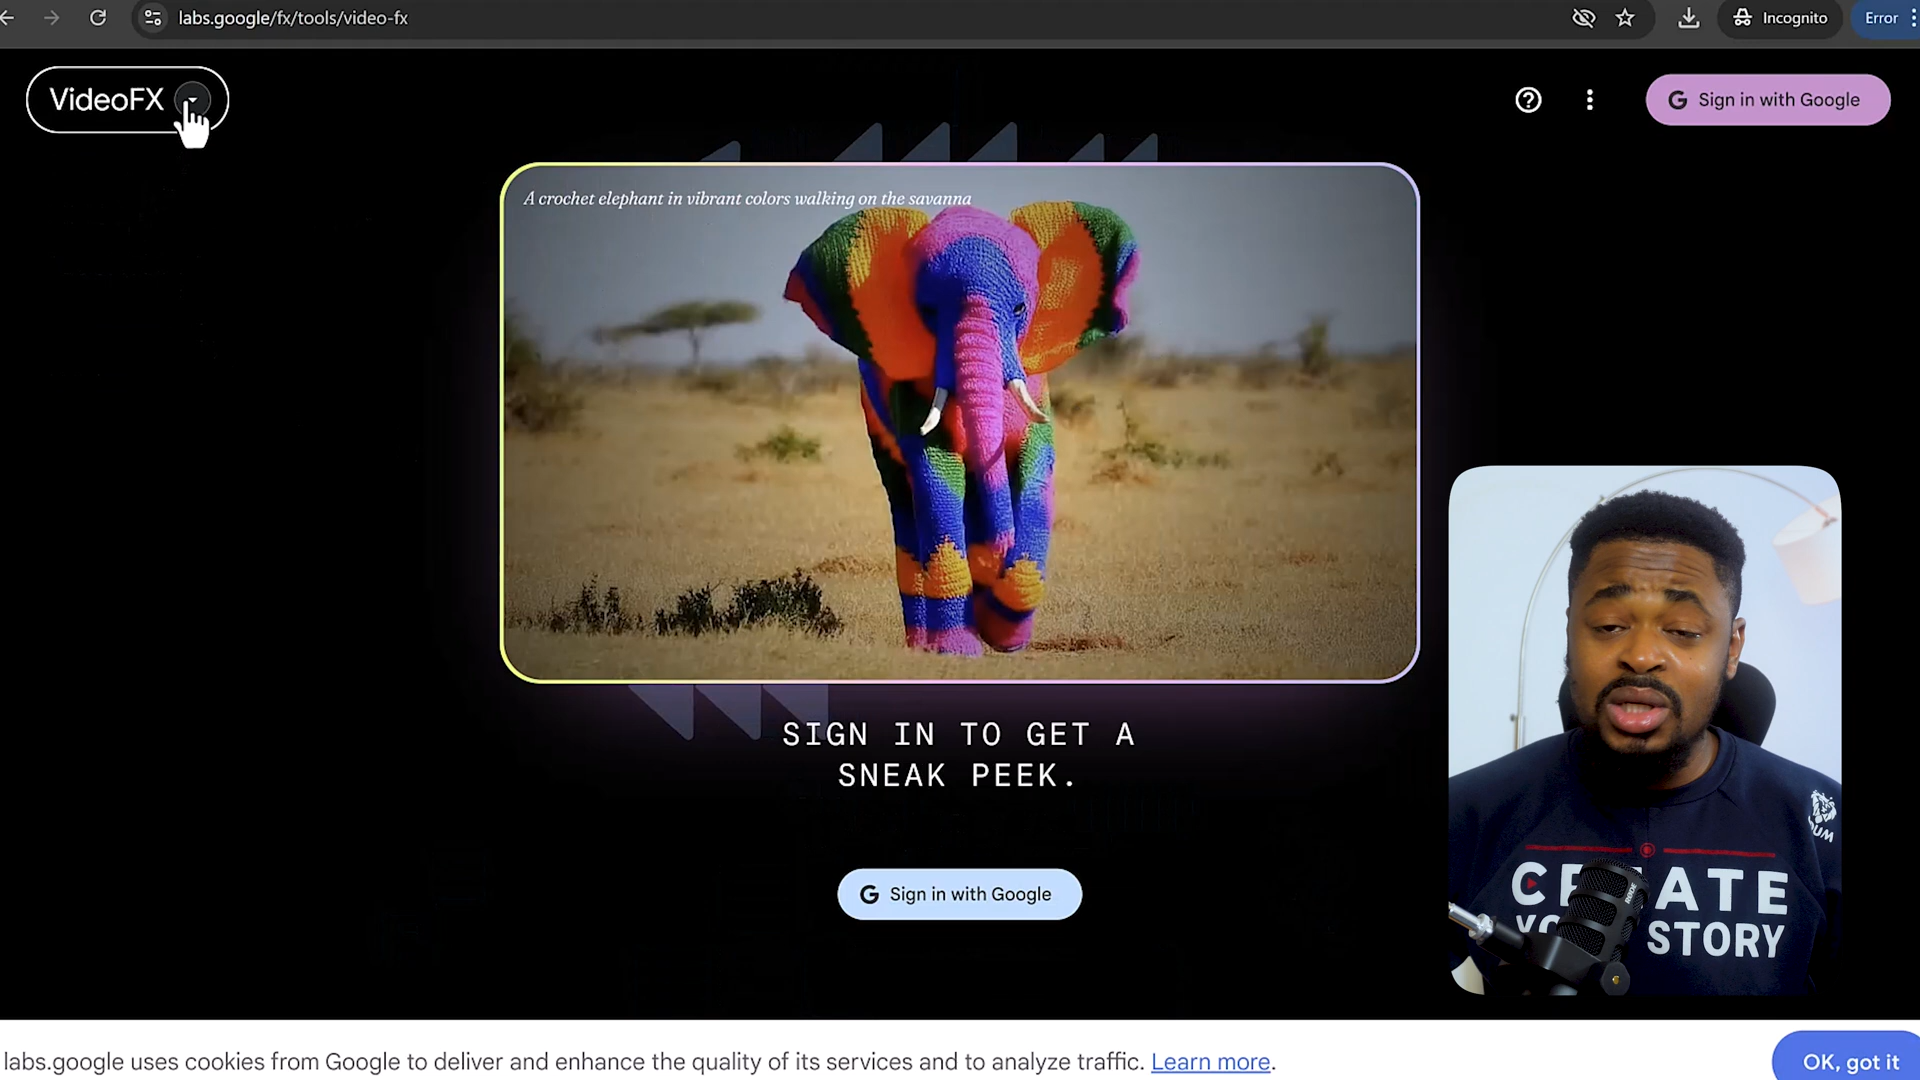 labs.google/fx/tools/video-fx
Incognito
Error
VideoFX
Sign in with Google
A crochet elephant in vibrant colors walking on the savanna
SIGN IN TO GET A
SNEAK PEEK.
Sign in with Google
CREATE
STORY
labs.google uses cookies from Google to deliver and enhance the quality of its services and to analyze traffic. Learn more.
OK, got it